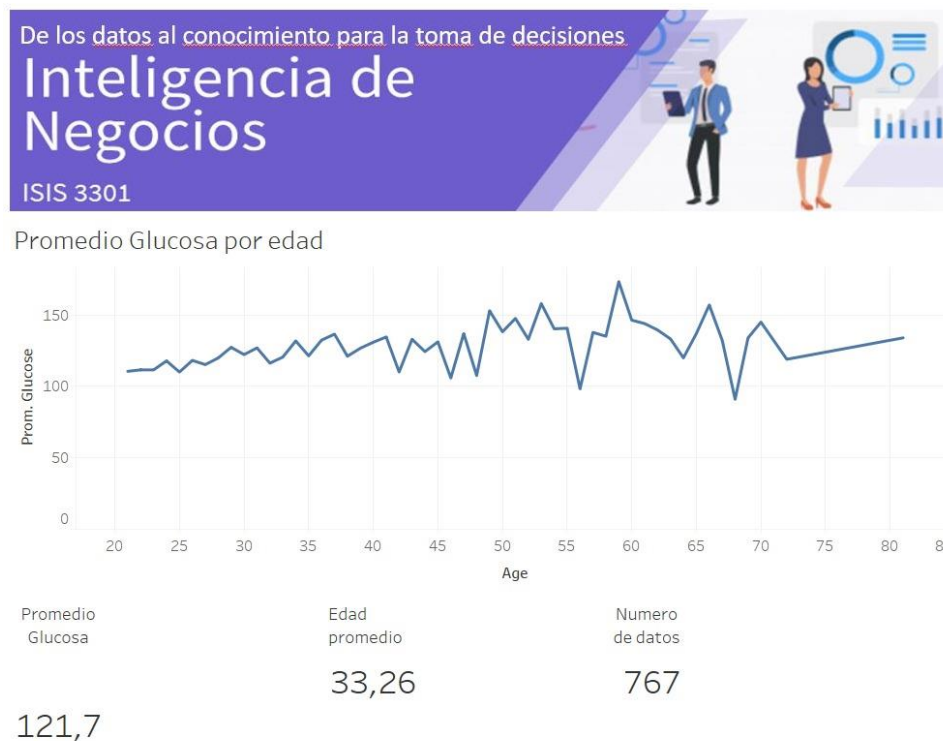 De los datos al conocimiento para la toma de decisiones
Inteligencia de
Negocios
ISIS 3301
Promedio Glucosa por edad
150
100
50
0
Prom. Glucose
20 25 30 35 40 45 50 55 60 65 70 75 80 8
Age
Promedio
Glucosa
Edad
promedio
Numero
de datos
33,26
767
121,7